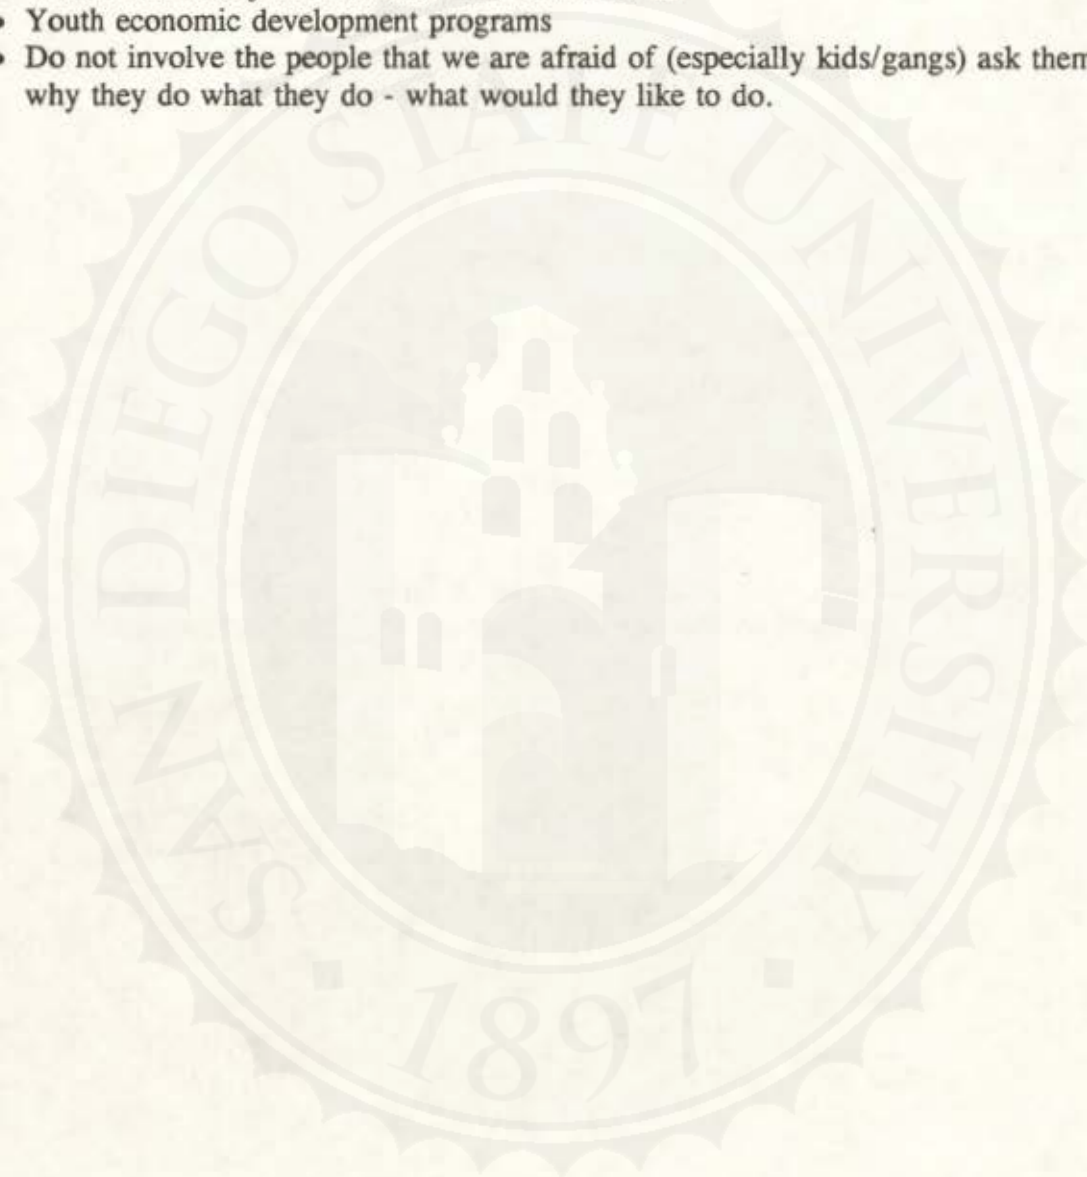 • Youth economic development programs
• Do not involve the people that we are afraid of (especially kids/gangs) ask them
why they do what they do - what would they like to do.
SAN DIEGO STATE UNIVERSITY
1897